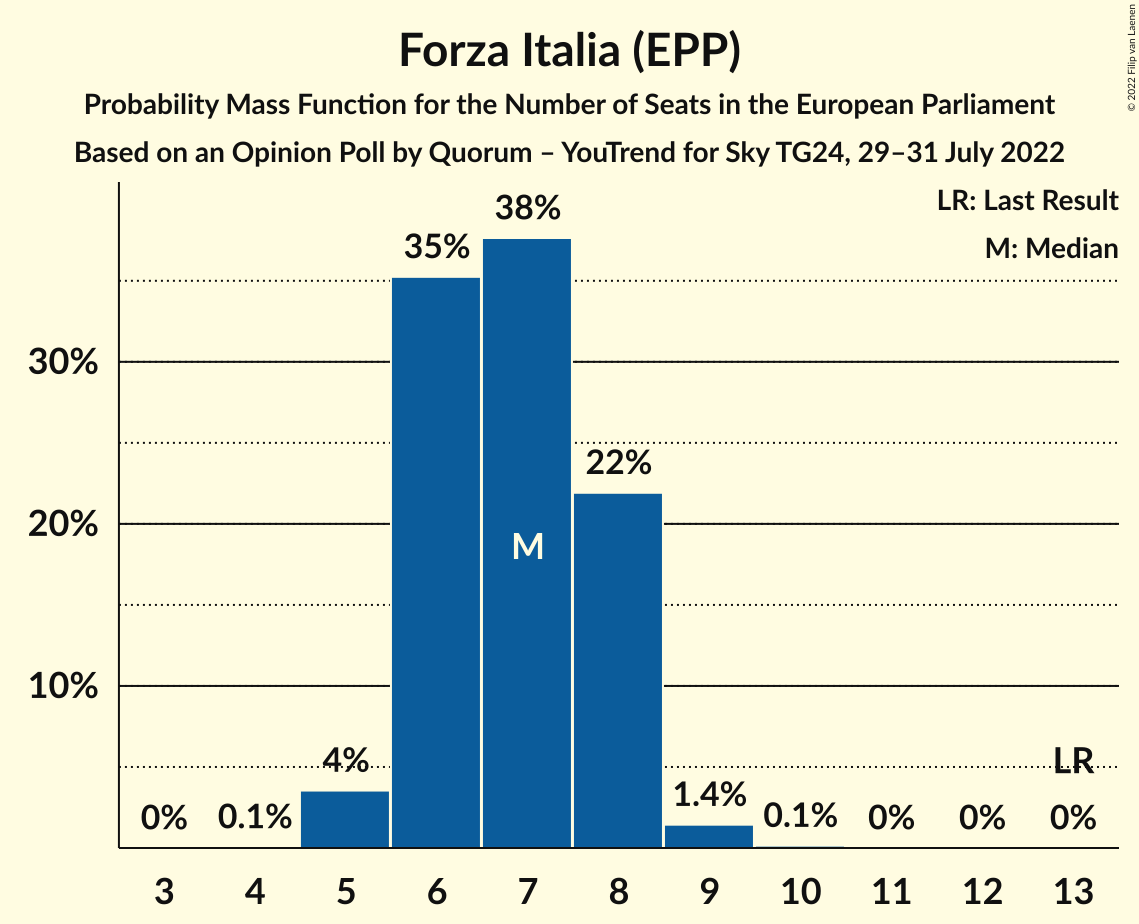 Forza Italia (EPP)
Probability Mass Function for the Number of Seats in the European Parliament
Based on an Opinion Poll by Quorum – YouTrend for Sky TG24, 29–31 July 2022
© 2022 Filip van Laenen
LR: Last Result
M: Median
38%
35%
30%
22%
20%
M
10%
4%
LR
1.4%
0%
0.1%
0.1%
0%
0%
0%
3 4 5 6 7 8 9 10 11 12 13